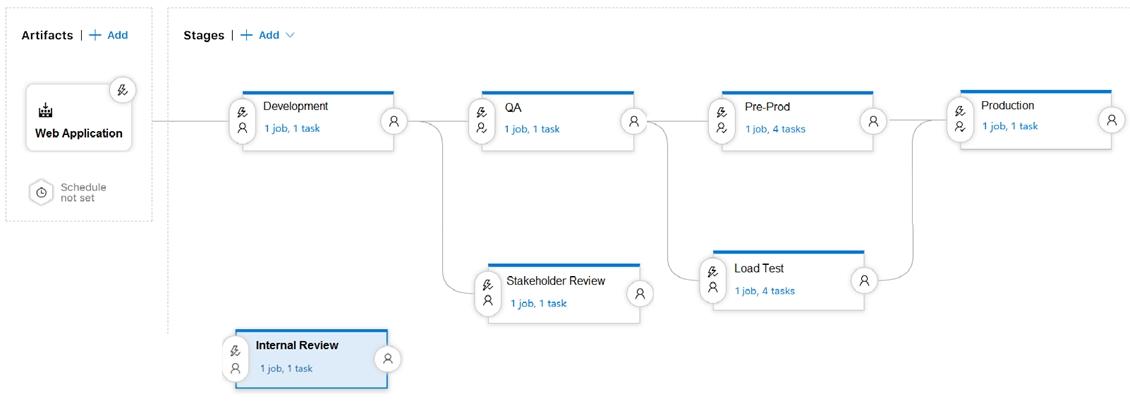 Artifacts | + Add
Stages | + Add
Web Application
Schedule
not set
Development
1 job, 1 task
QA
1 job, 1 task
Pre-Prod
1 job, 4 tasks
Production
1 job, 1 task
Stakeholder Review
1 job, 1 task
Load Test
1 job, 4 tasks
Internal Review
1 job, 1 task